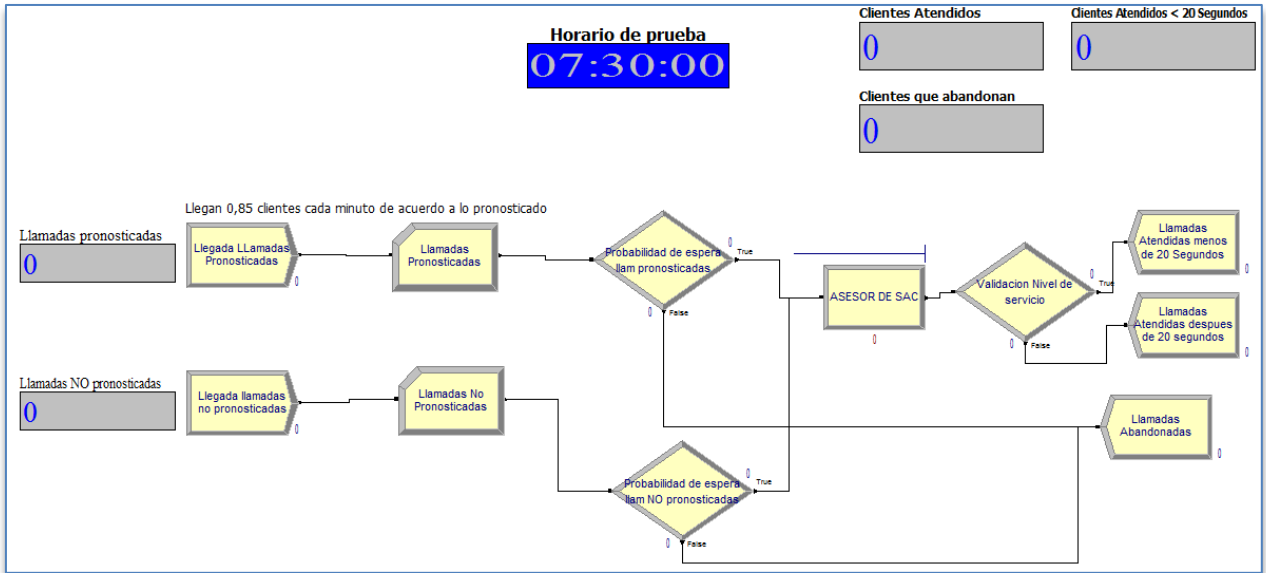 Clientes Atendidos
0
Clientes Atendidos < 20 Segundos
0
Horario de prueba
07:30:00
Clientes que abandonan
0
Llegan 0,85 clientes cada minuto de acuerdo a lo pronosticado
Llamadas pronosticadas
0
Llegada LLamadas
Pronosticadas
0
Llamadas
Pronosticadas
Probabilidad de espera
llam pronosticadas
0
True
0
False
ASESOR DE SAC
0
Validacion Nivel de
servicio
0
True
0
False
Llamadas
Atendidas menos
de 20 Segundos
0
Llamadas
Atendidas despues
de 20 segundos
0
Llamadas NO pronosticadas
0
Llegada llamadas
no pronosticadas
0
Llamadas No
Pronosticadas
Probabilidad de espera
llam NO pronosticadas
0
True
0
False
Llamadas
Abandonadas
0